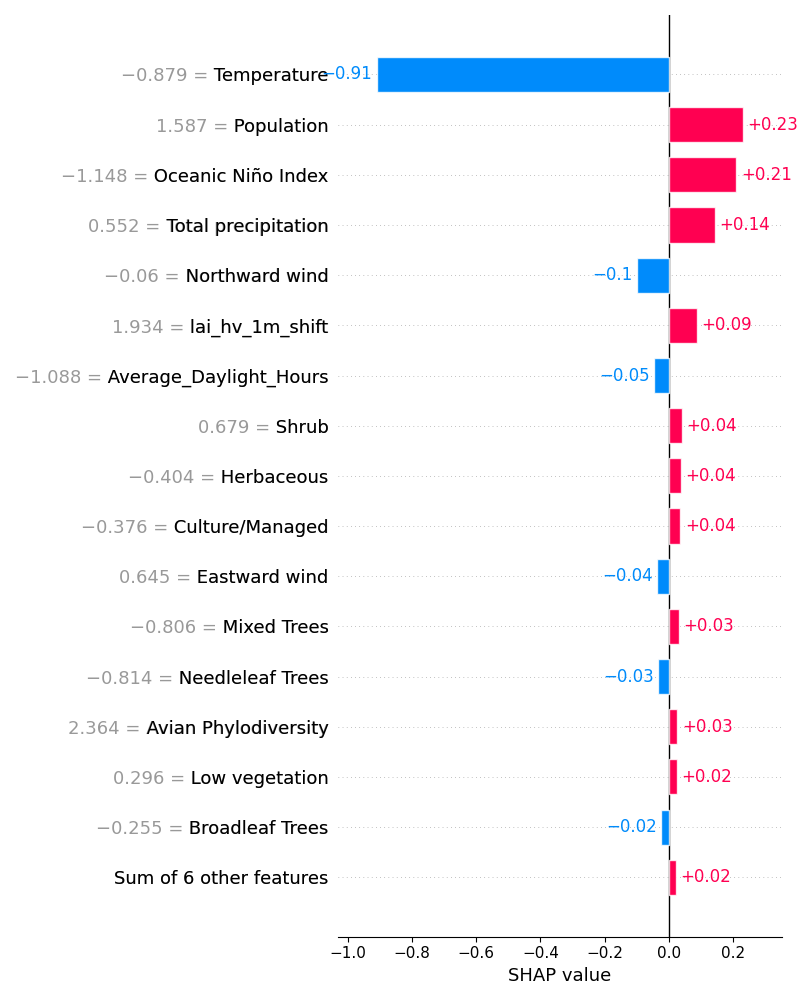 −0.879 = Temperature −0.91
1.587 = Population +0.23
−1.148 = Oceanic Niño Index +0.21
0.552 = Total precipitation +0.14
−0.06 = Northward wind −0.1
1.934 = lai_hv_1m_shift +0.09
−1.088 = Average_Daylight_Hours −0.05
0.679 = Shrub +0.04
−0.404 = Herbaceous +0.04
−0.376 = Culture/Managed +0.04
0.645 = Eastward wind −0.04
−0.806 = Mixed Trees +0.03
−0.814 = Needleleaf Trees −0.03
2.364 = Avian Phylodiversity +0.03
0.296 = Low vegetation +0.02
−0.255 = Broadleaf Trees −0.02
Sum of 6 other features +0.02
−1.0 −0.8 −0.6 −0.4 −0.2 0.0 0.2
SHAP value